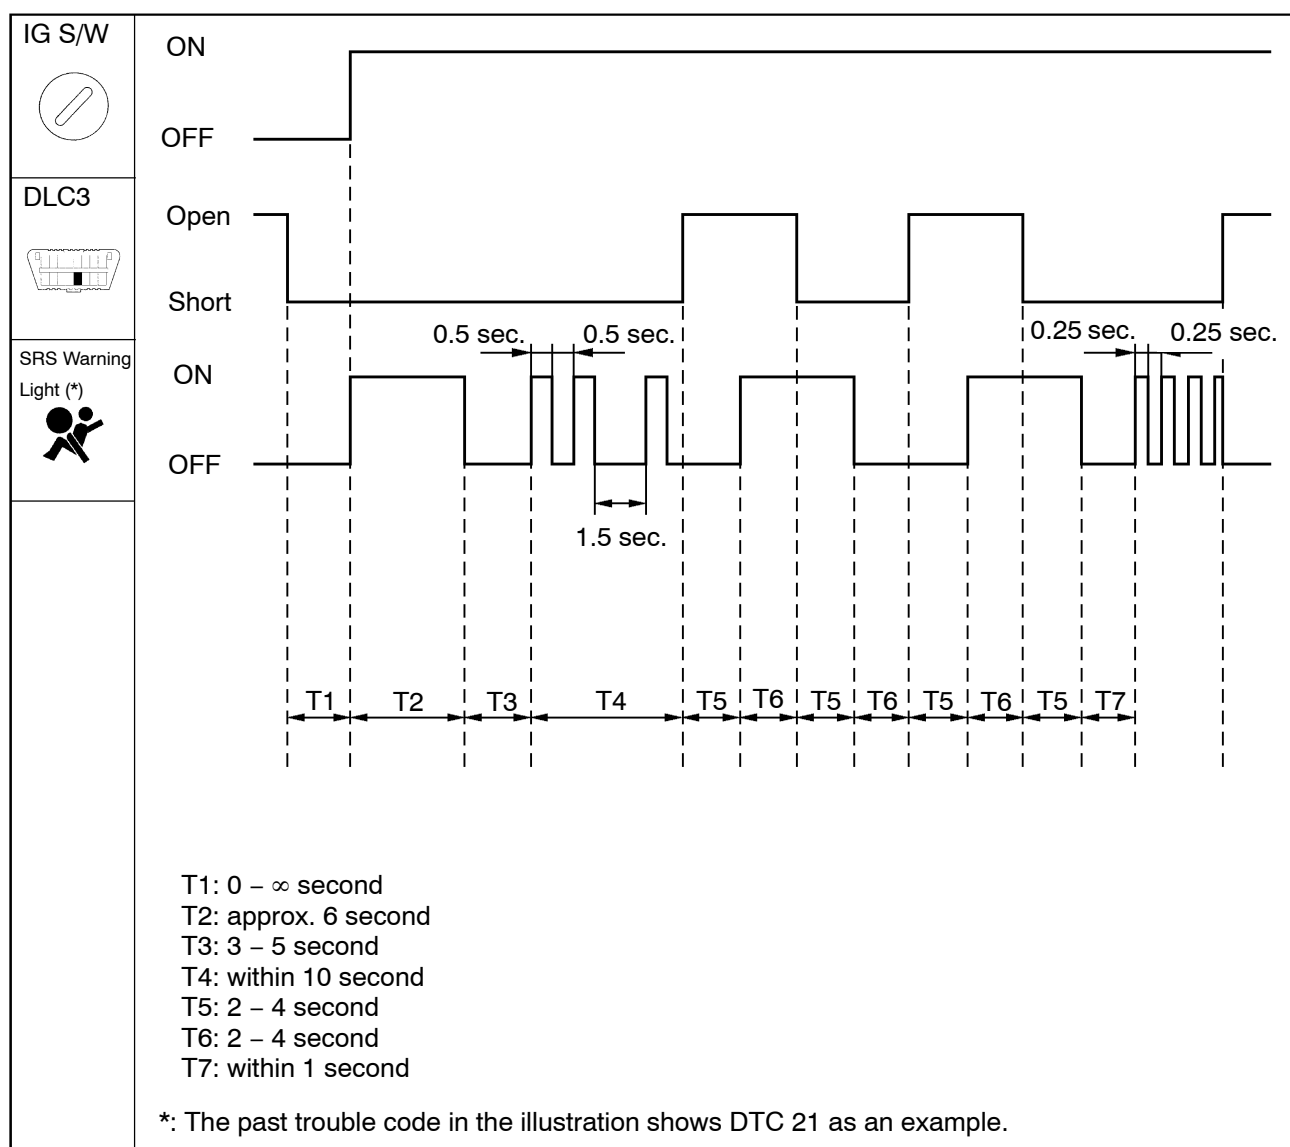 IG S/W
ON
OFF
DLC3
Open
Short
0.5 sec. 0.5 sec. 0.25 sec. 0.25 sec.
SRS Warning
Light (*)
ON
OFF
1.5 sec.
T1 T2 T3 T4 T5 T6 T5 T6 T5 T6 T5 T7
T1: 0 – ∞ second
T2: approx. 6 second
T3: 3 – 5 second
T4: within 10 second
T5: 2 – 4 second
T6: 2 – 4 second
T7: within 1 second
*: The past trouble code in the illustration shows DTC 21 as an example.